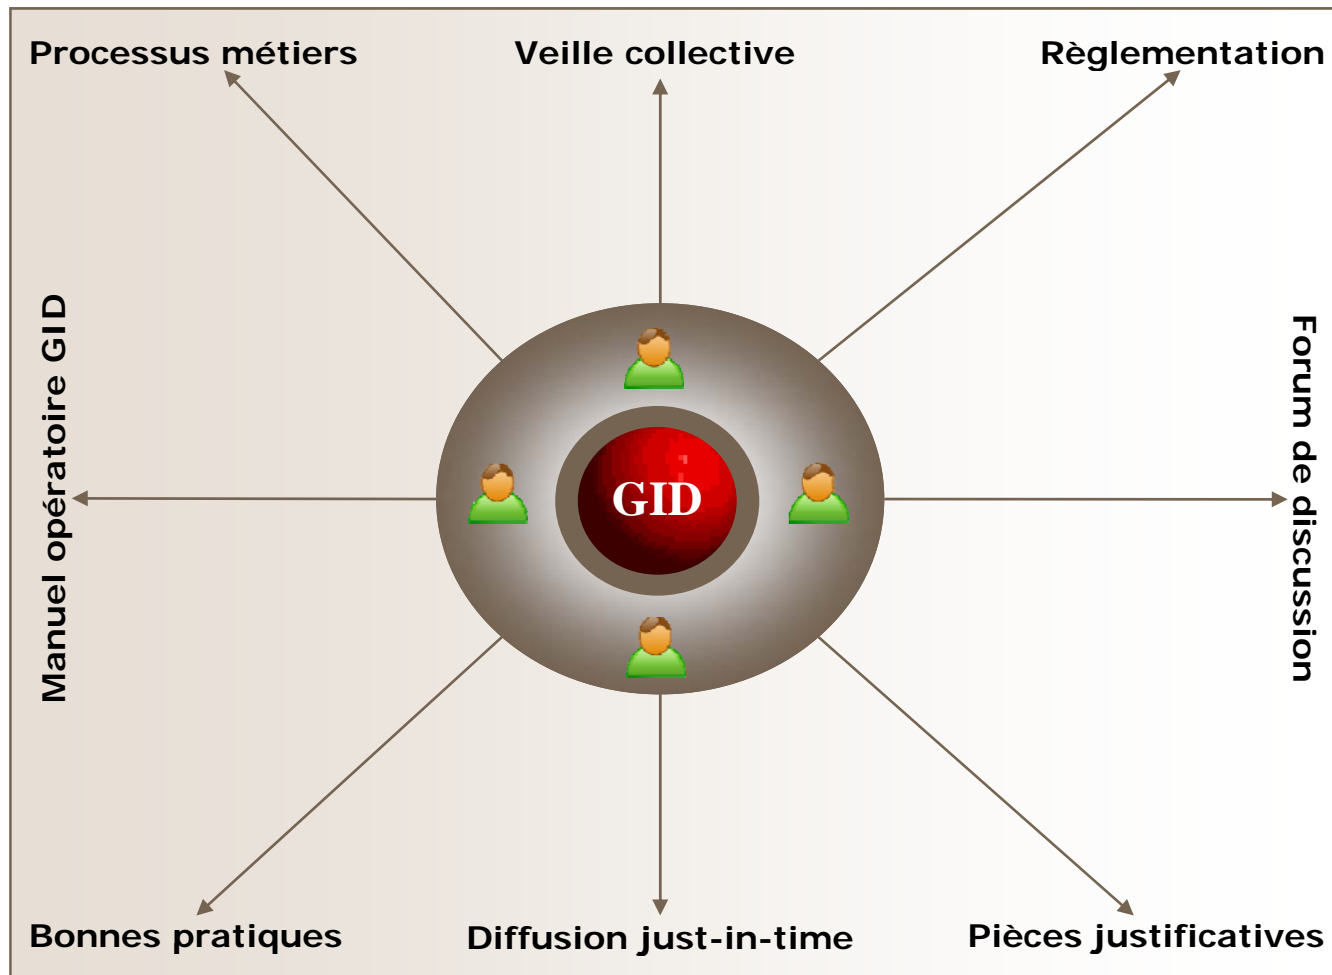 Processus métiers
Veille collective
Règlementation
Manuel opératoire GID
GID
Forum de discussion
Bonnes pratiques
Diffusion just-in-time
Pièces justificatives